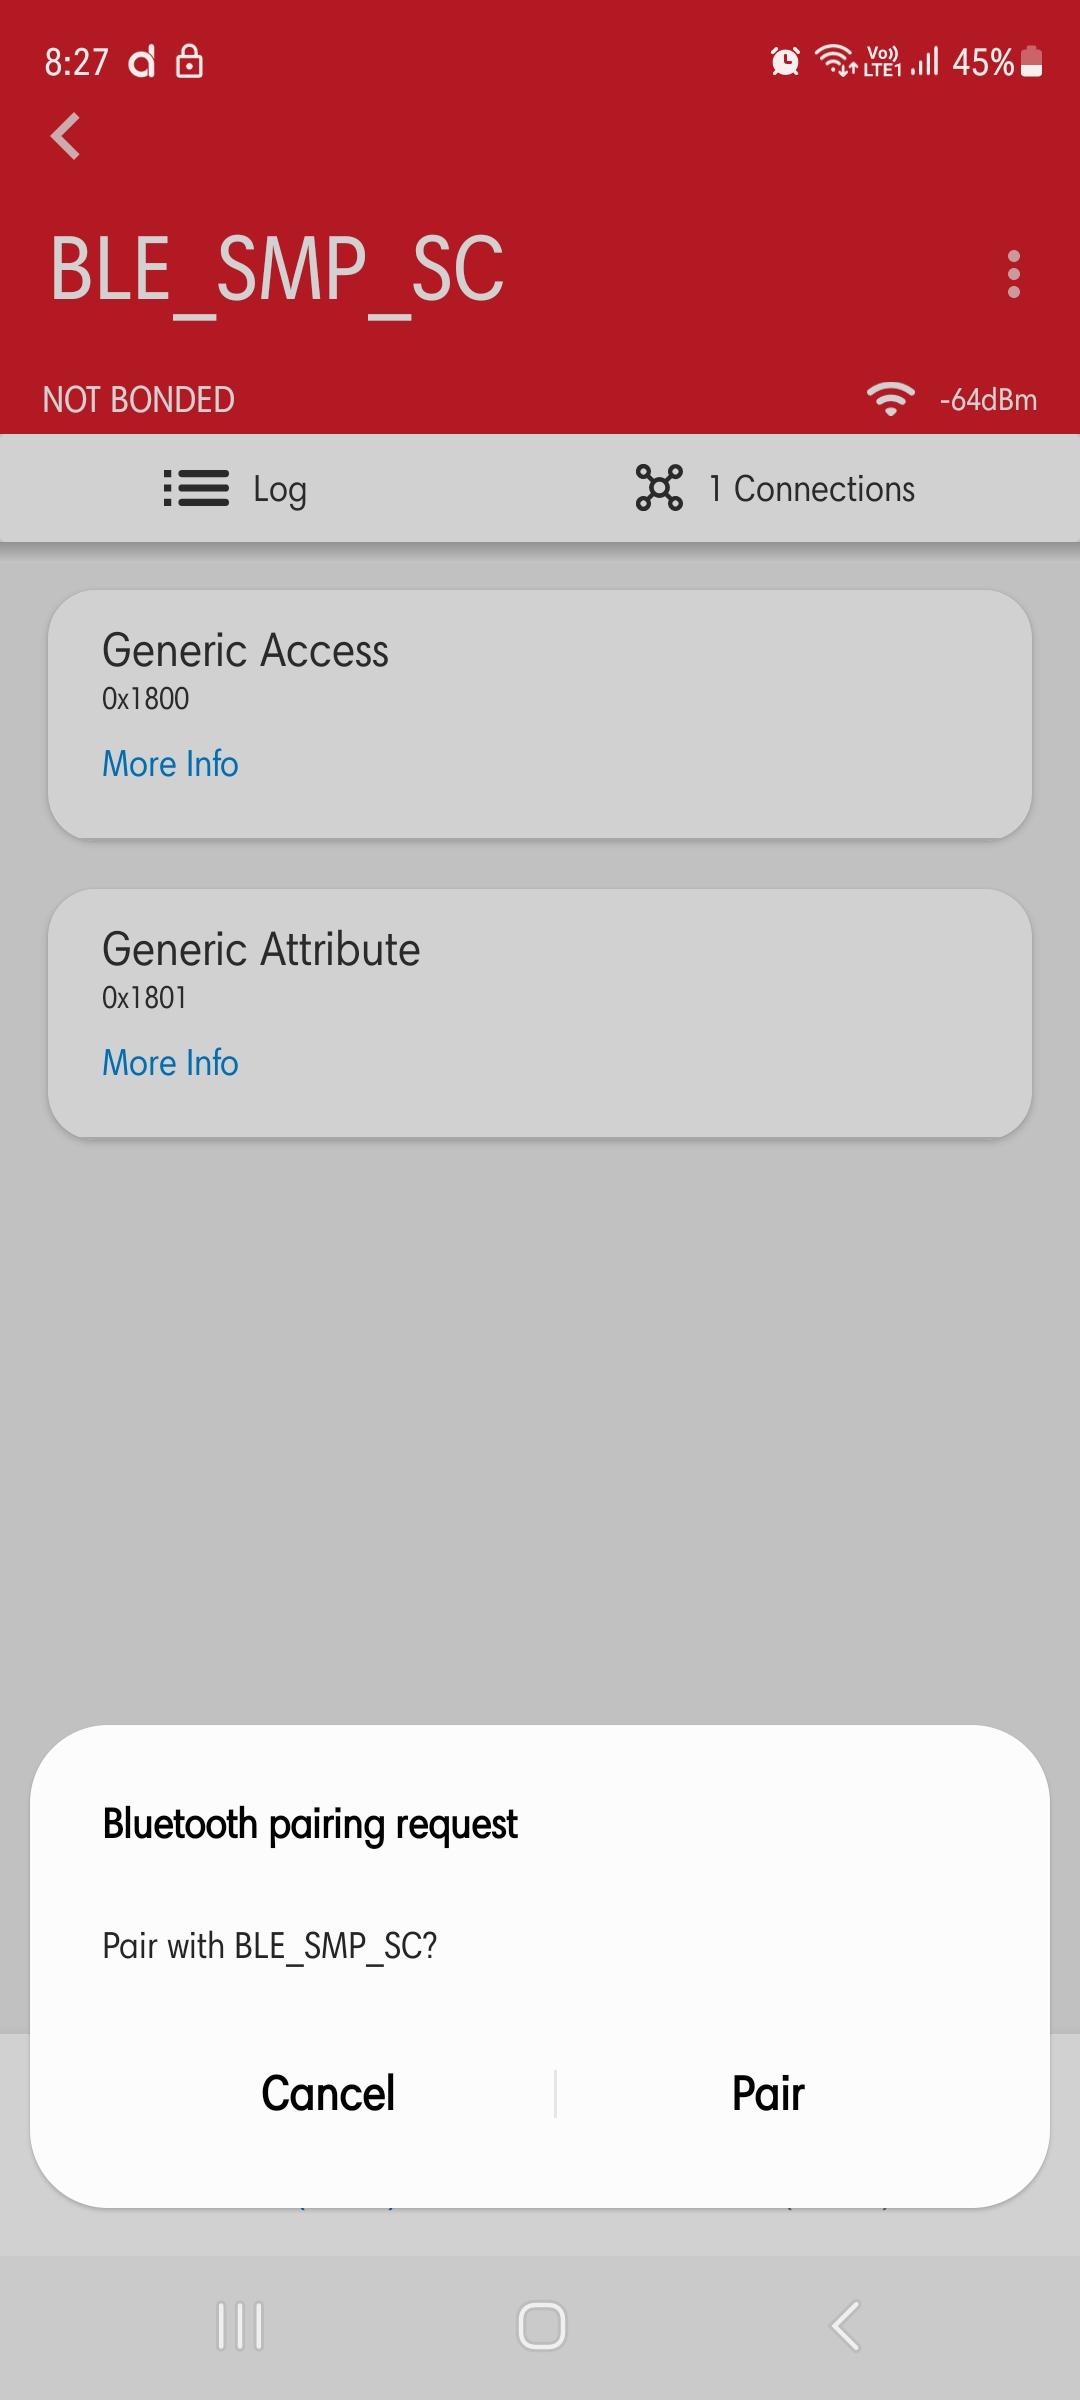 8:27
Vo)) LTE1 45%
BLE_SMP_SC
NOT BONDED
-64dBm
Log
1 Connections
Generic Access
0x1800
More Info
Generic Attribute
0x1801
More Info
Bluetooth pairing request
Pair with BLE_SMP_SC?
Cancel
Pair